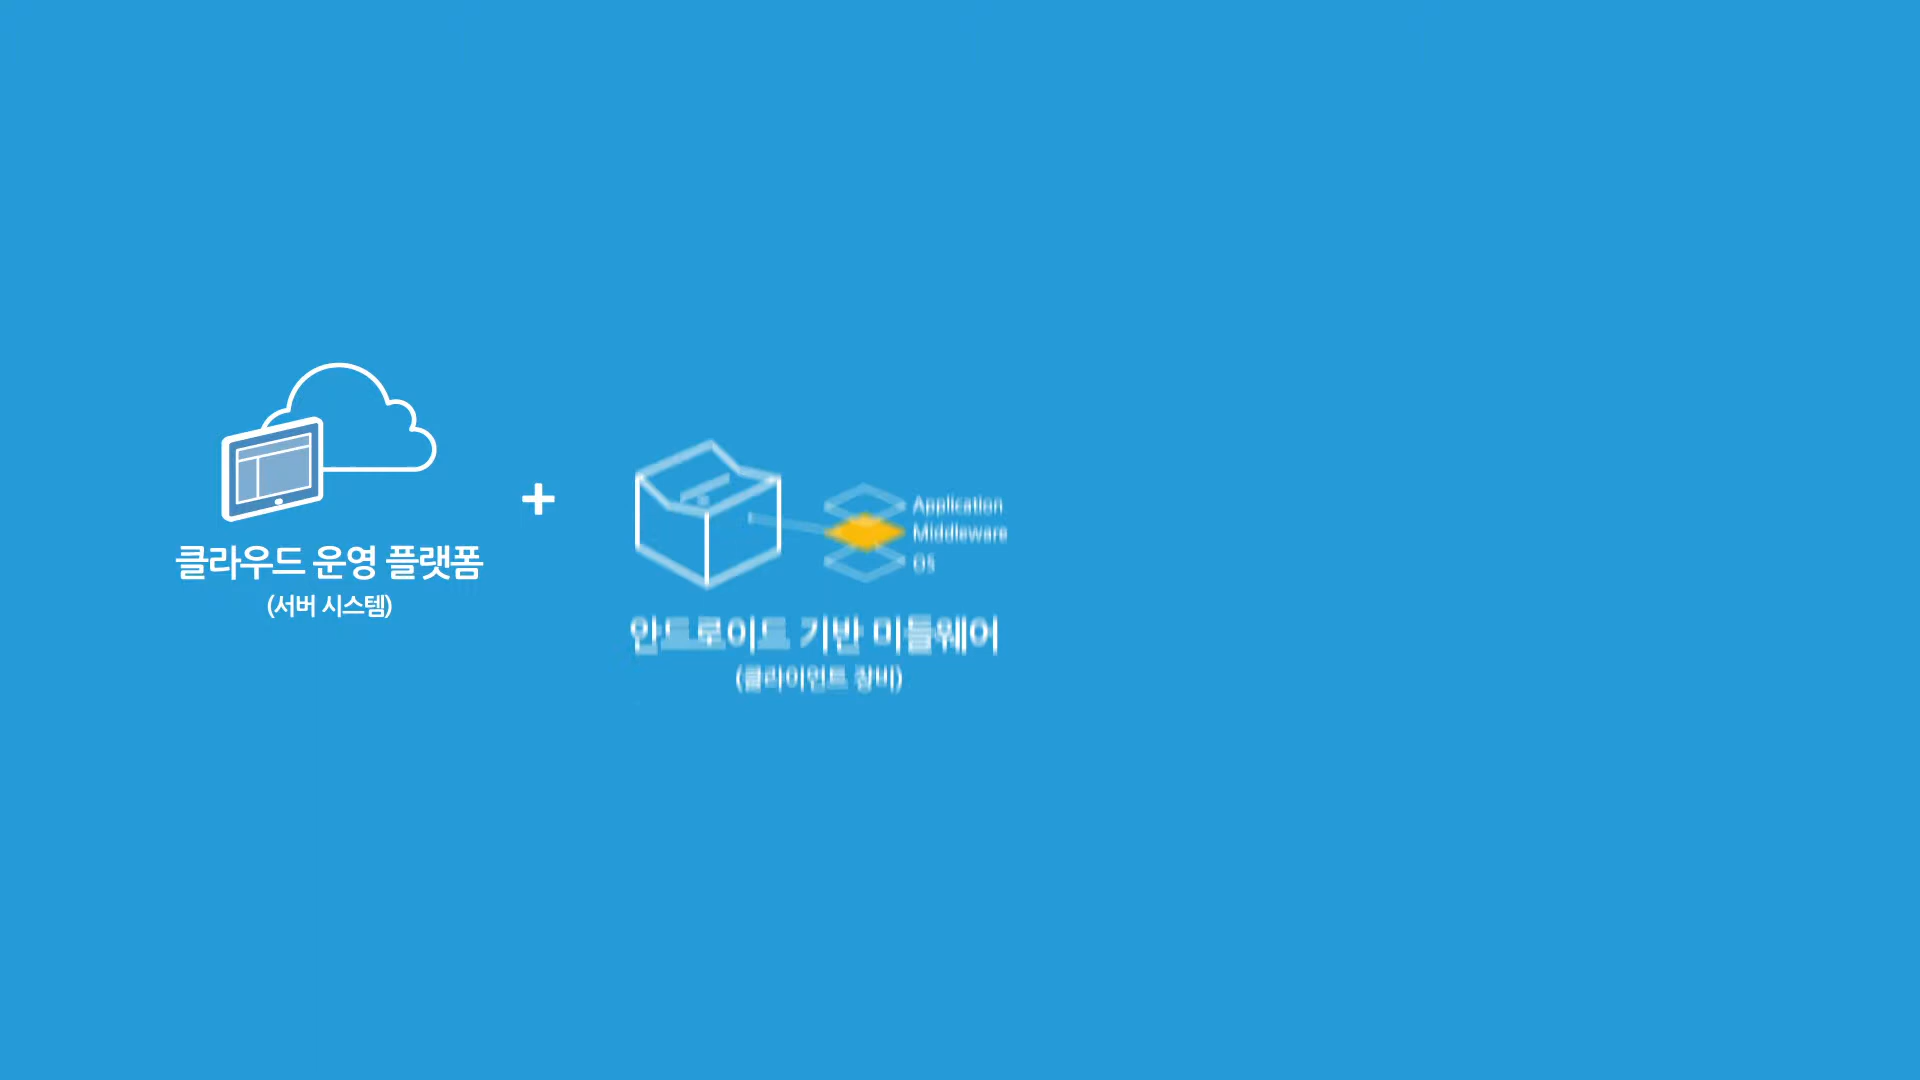 클라우드 운영 플랫폼
(서버 시스템)
+
Application
Middleware
OS
안드로이드 기반 미들웨어
(클라이언트 장비)